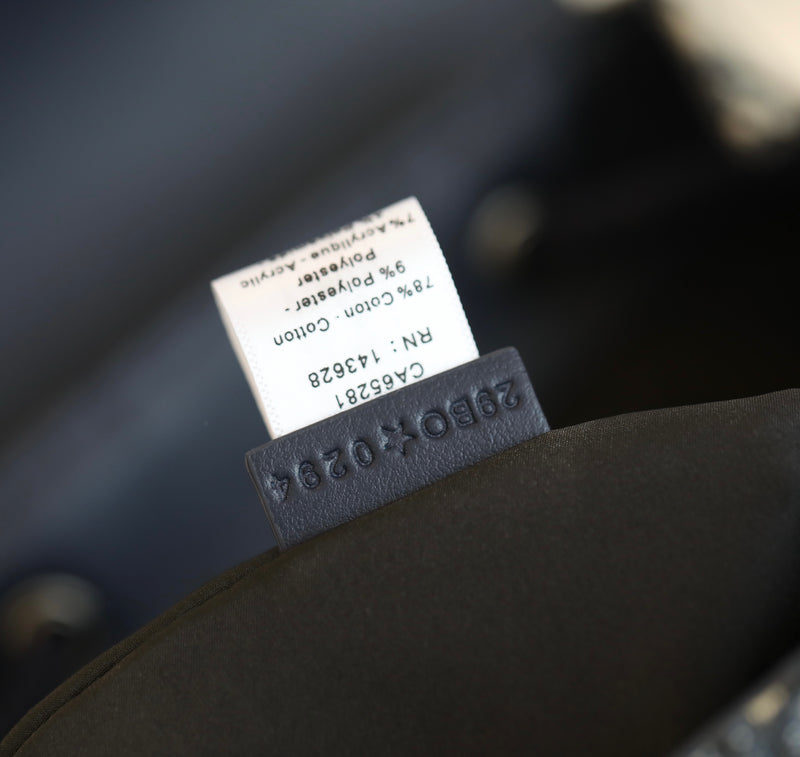 CA65281
RN : 143628
78% Coton - Cotton
9% Polyester -
Polyester
7% Acrylique - Acrylic
29BO☆0294